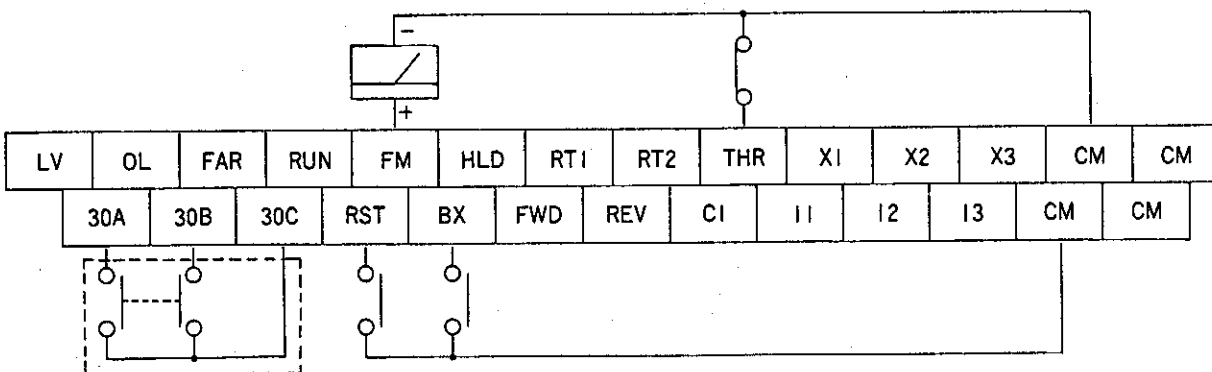 −
+
LV OL FAR RUN FM HLD RT1 RT2 THR X1 X2 X3 CM CM
30A 30B 30C RST BX FWD REV C1 11 12 13 CM CM